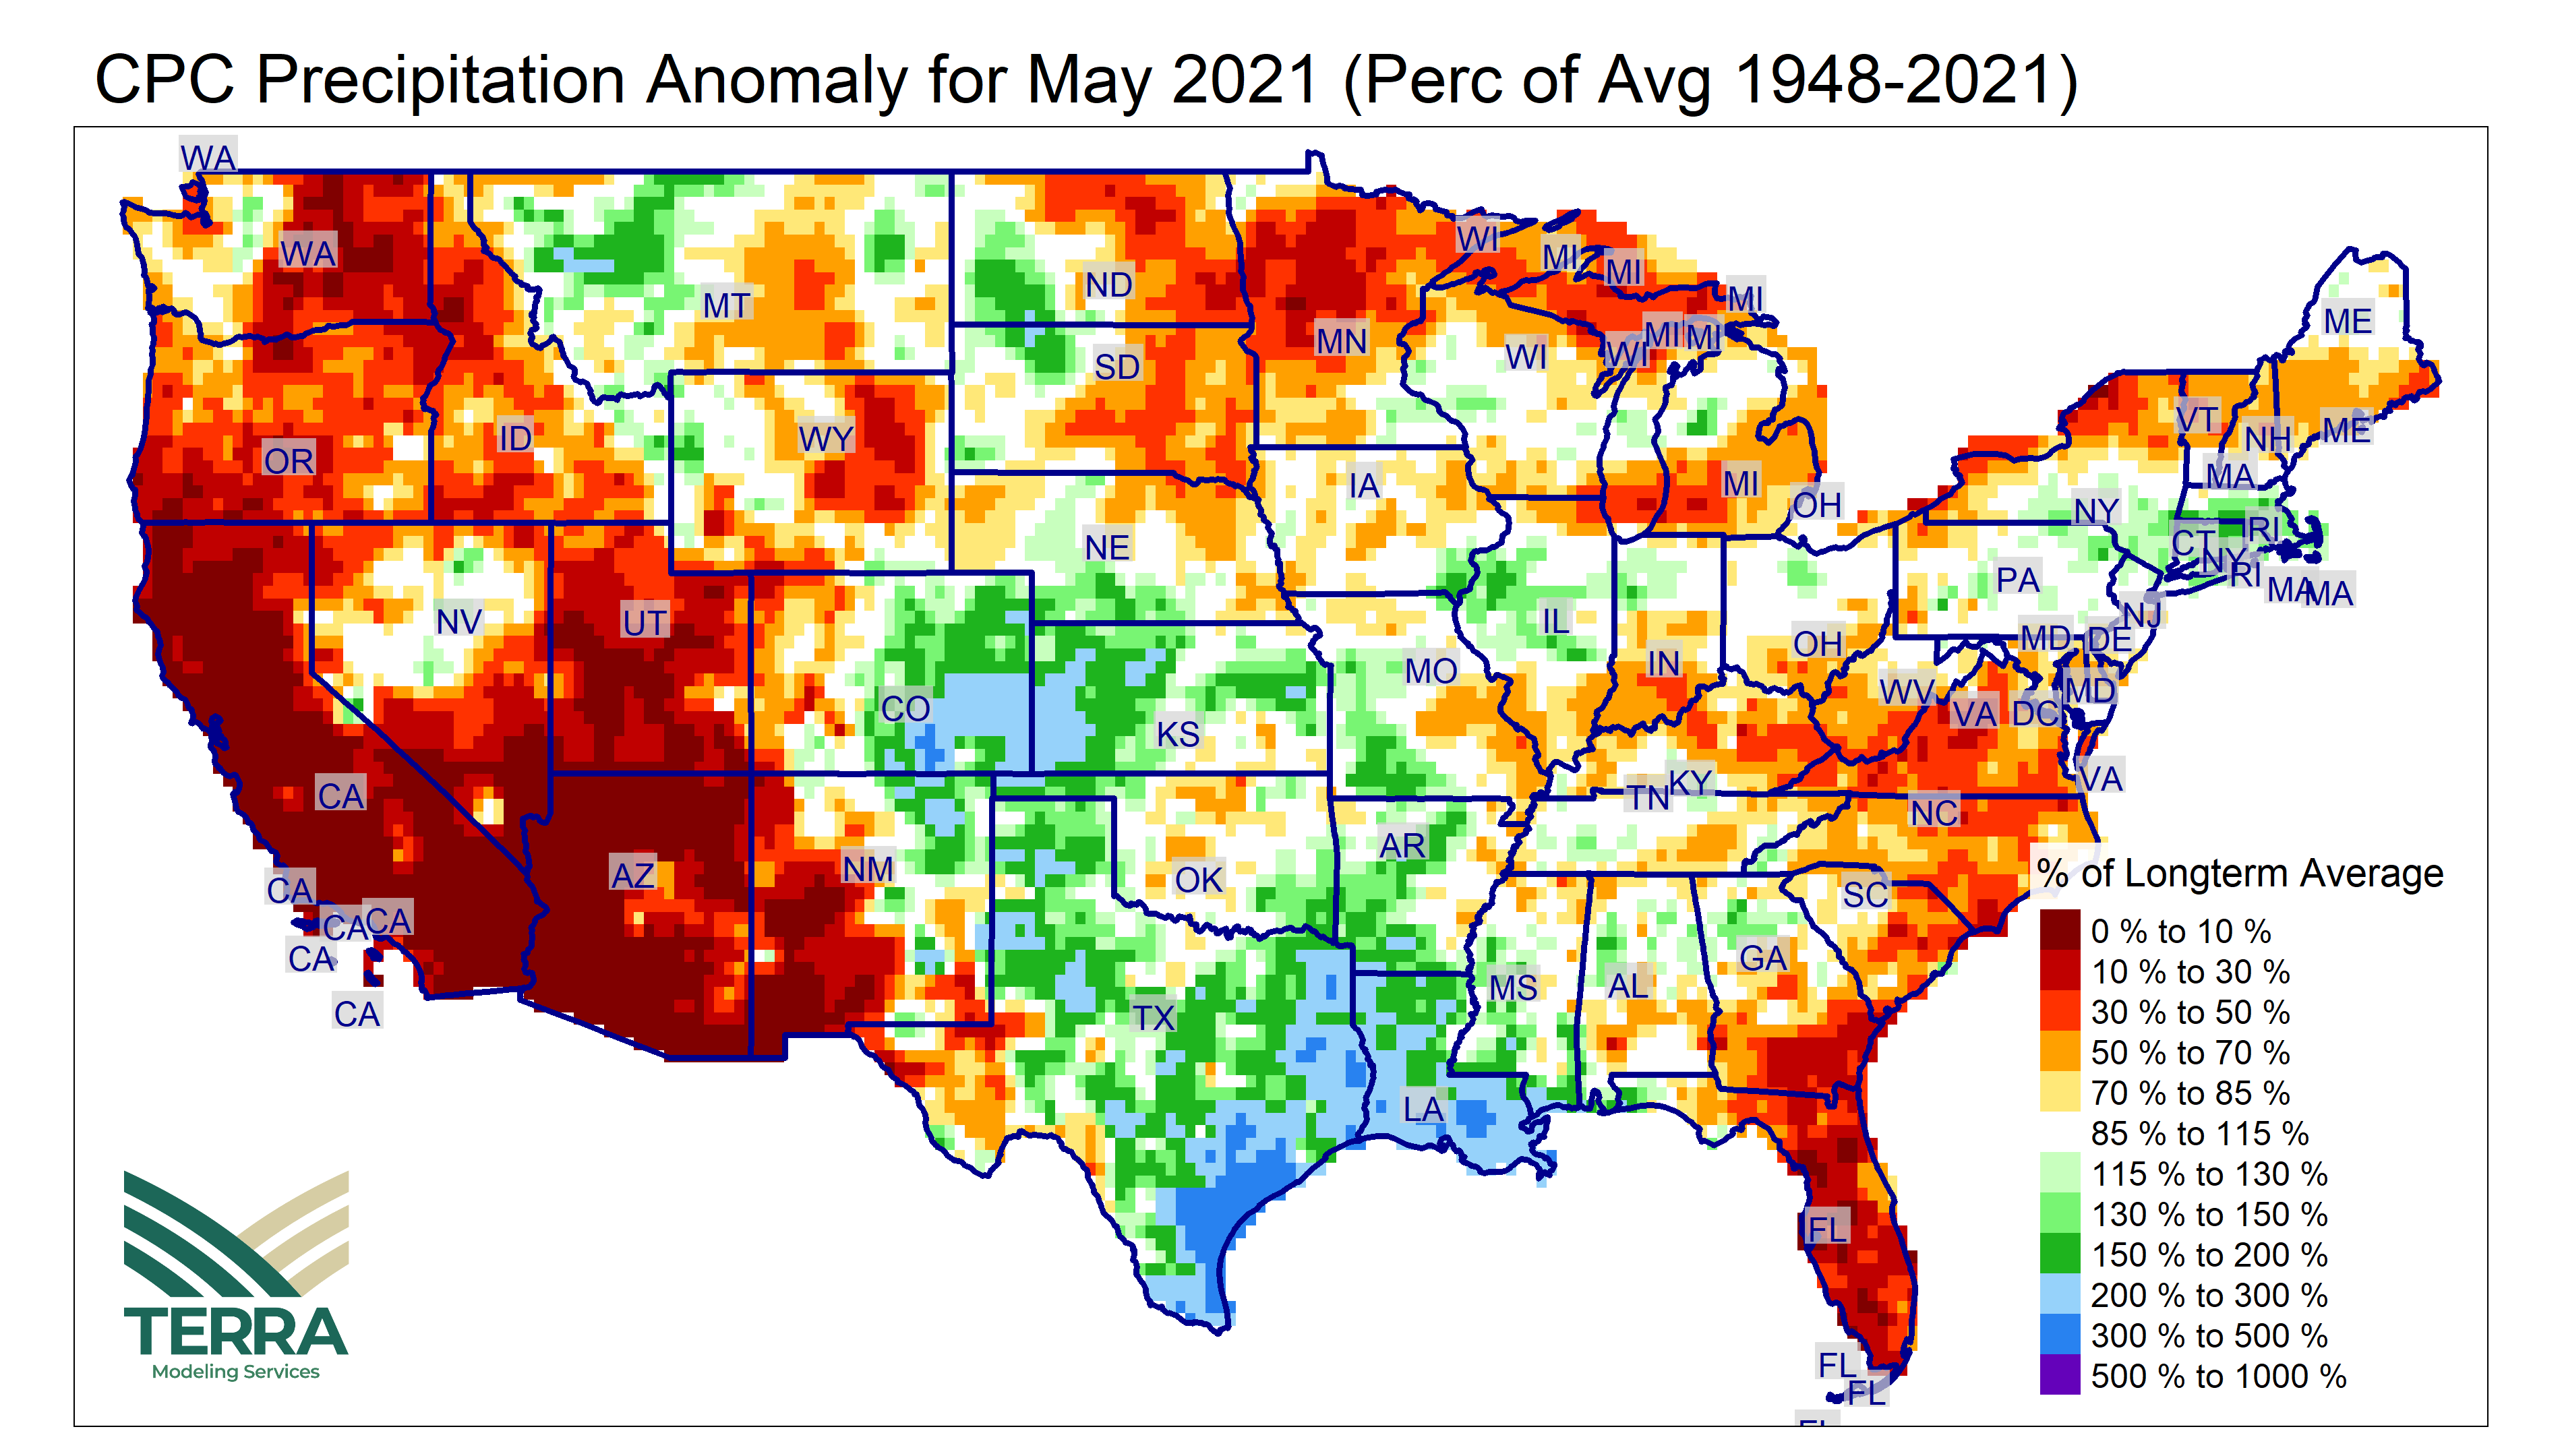 CPC Precipitation Anomaly for May 2021 (Perc of Avg 1948-2021)
WA
WA
WI
MI
MI
MI
ND
MT
MN
MI
MI
WI
WI
SD
ME
ID
WY
VT
NH
ME
OR
MA
IA
MI
OH
NY
RI
NE
CT
NY
RI
PA
MA
MA
NV
UT
IL
NJ
MO
IN
OH
MD
DE
CO
WV
MD
VA
DC
KS
CA
TN
KY
VA
NC
AR
AZ
NM
OK
SC
CA
CA
CA
CA
GA
MS
AL
CA
TX
LA
FL
FL
FL
FL
% of Longterm Average
0 % to 10 %
10 % to 30 %
30 % to 50 %
50 % to 70 %
70 % to 85 %
85 % to 115 %
115 % to 130 %
130 % to 150 %
150 % to 200 %
200 % to 300 %
300 % to 500 %
500 % to 1000 %
TERRA
Modeling Services